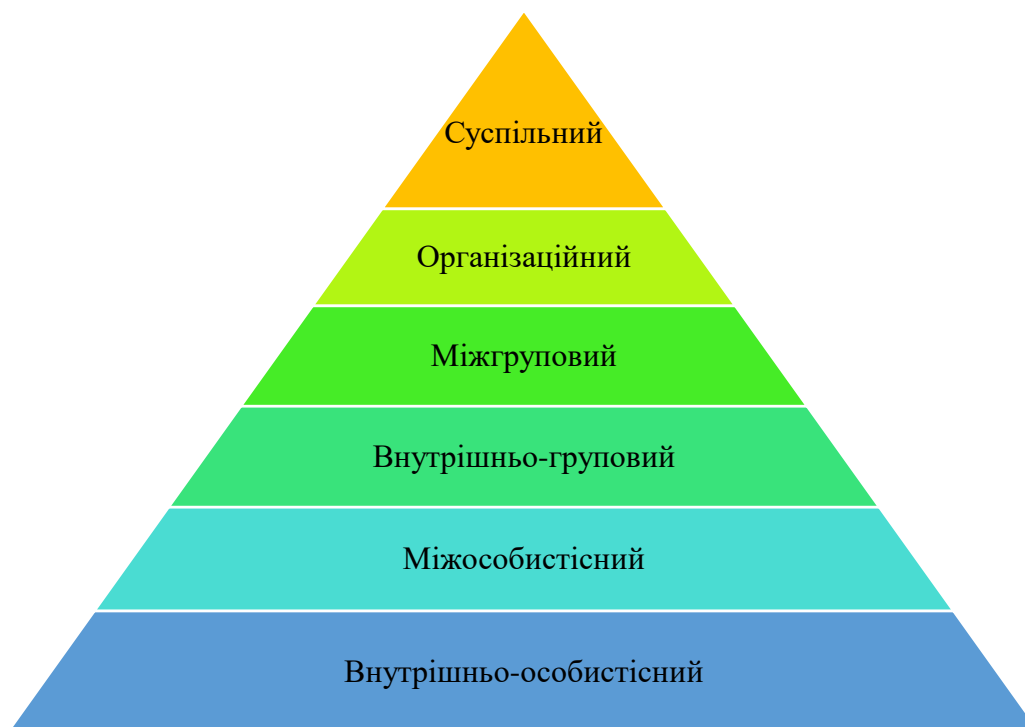 Суспільний
Організаційний
Міжгруповий
Внутрішньо-груповий
Міжособистісний
Внутрішньо-особистісний